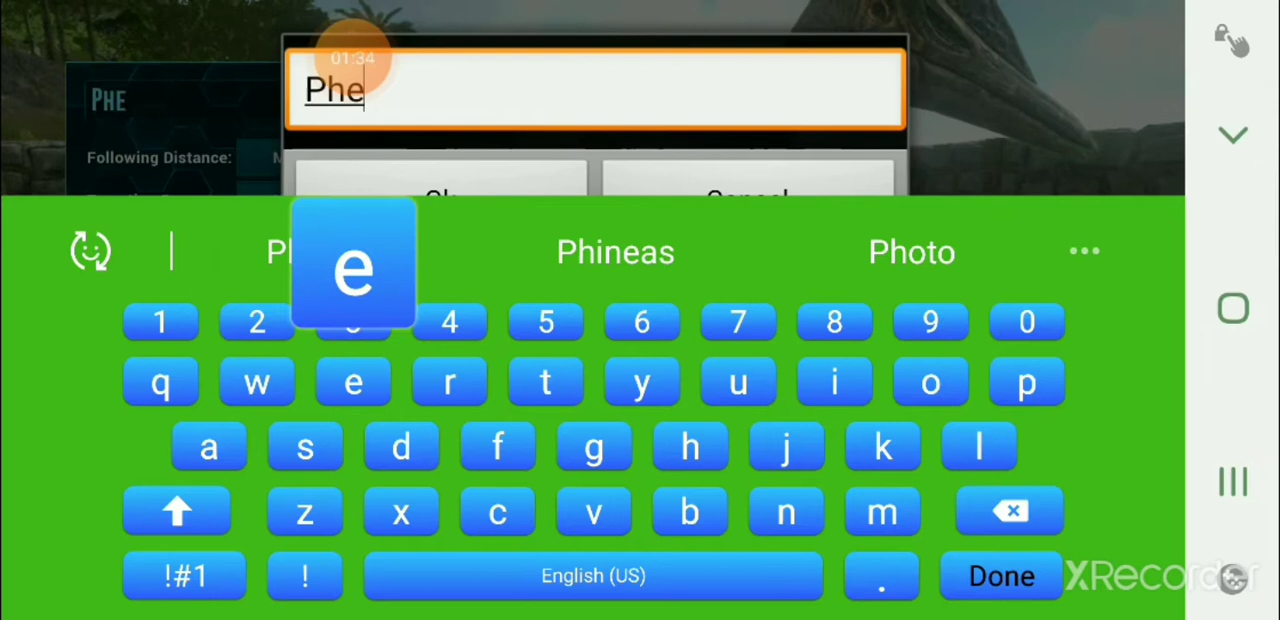 01:34
Phe
PHE
Following Distance:
Phineas
Photo
e
1 2 4 5 6 7 8 9 0
q w e r t y u i o p
a s d f g h j k l
z x c v b n m
!#1 ! English (US) . Done
XRecorder